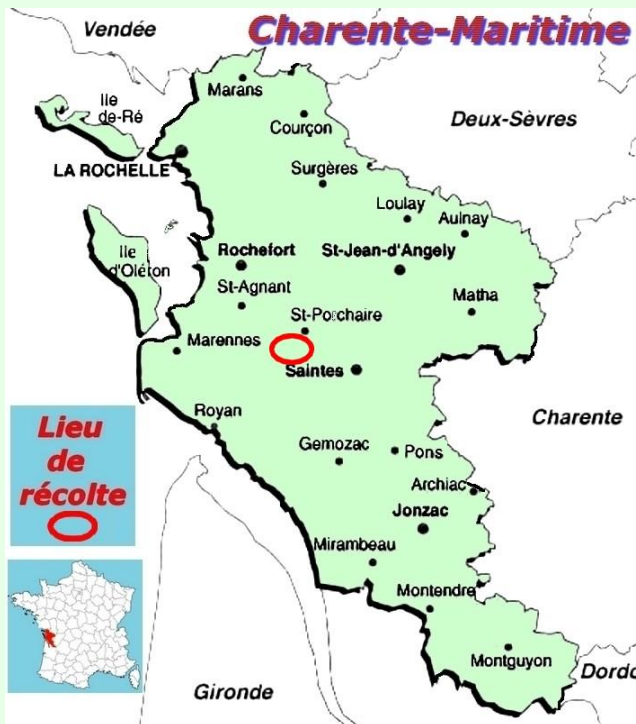 Charente-Maritime
Vendée
Marans
Ile
de-Ré
Courçon
Deux-Sèvres
LA ROCHELLE
Surgères
Loulay
Aulnay
Ile
d'Oléron
Rochefort
St-Jean-d'Angely
St-Agnant
Matha
St-Porchaire
Marennes
Saintes
Royan
Charente
Lieu
de
récolte
Gemozac
Pons
Archiac
Jonzac
Mirambeau
Montendre
Montguyon
Dordo
Gironde